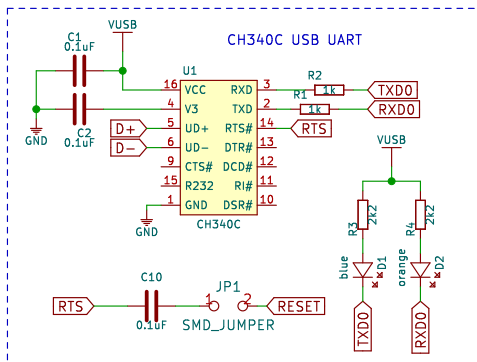 CH340C USB UART
VUSB
C1
0.1uF
C2
0.1uF
GND
U1
16 VCC RXD 3
4 V3 TXD 2
5 UD+ RTS# 14
6 UD- DTR# 13
9 CTS# DCD# 12
15 R232 RI# 11
1 GND DSR# 10
CH340C
D+
D-
GND
R2
1k
TXD0
R1
1k
RXD0
RTS
VUSB
R3
2k2
R4
2k2
blue
D1
orange
D2
TXD0
RXD0
RTS
C10
0.1uF
JP1
1 2
SMD_JUMPER
RESET